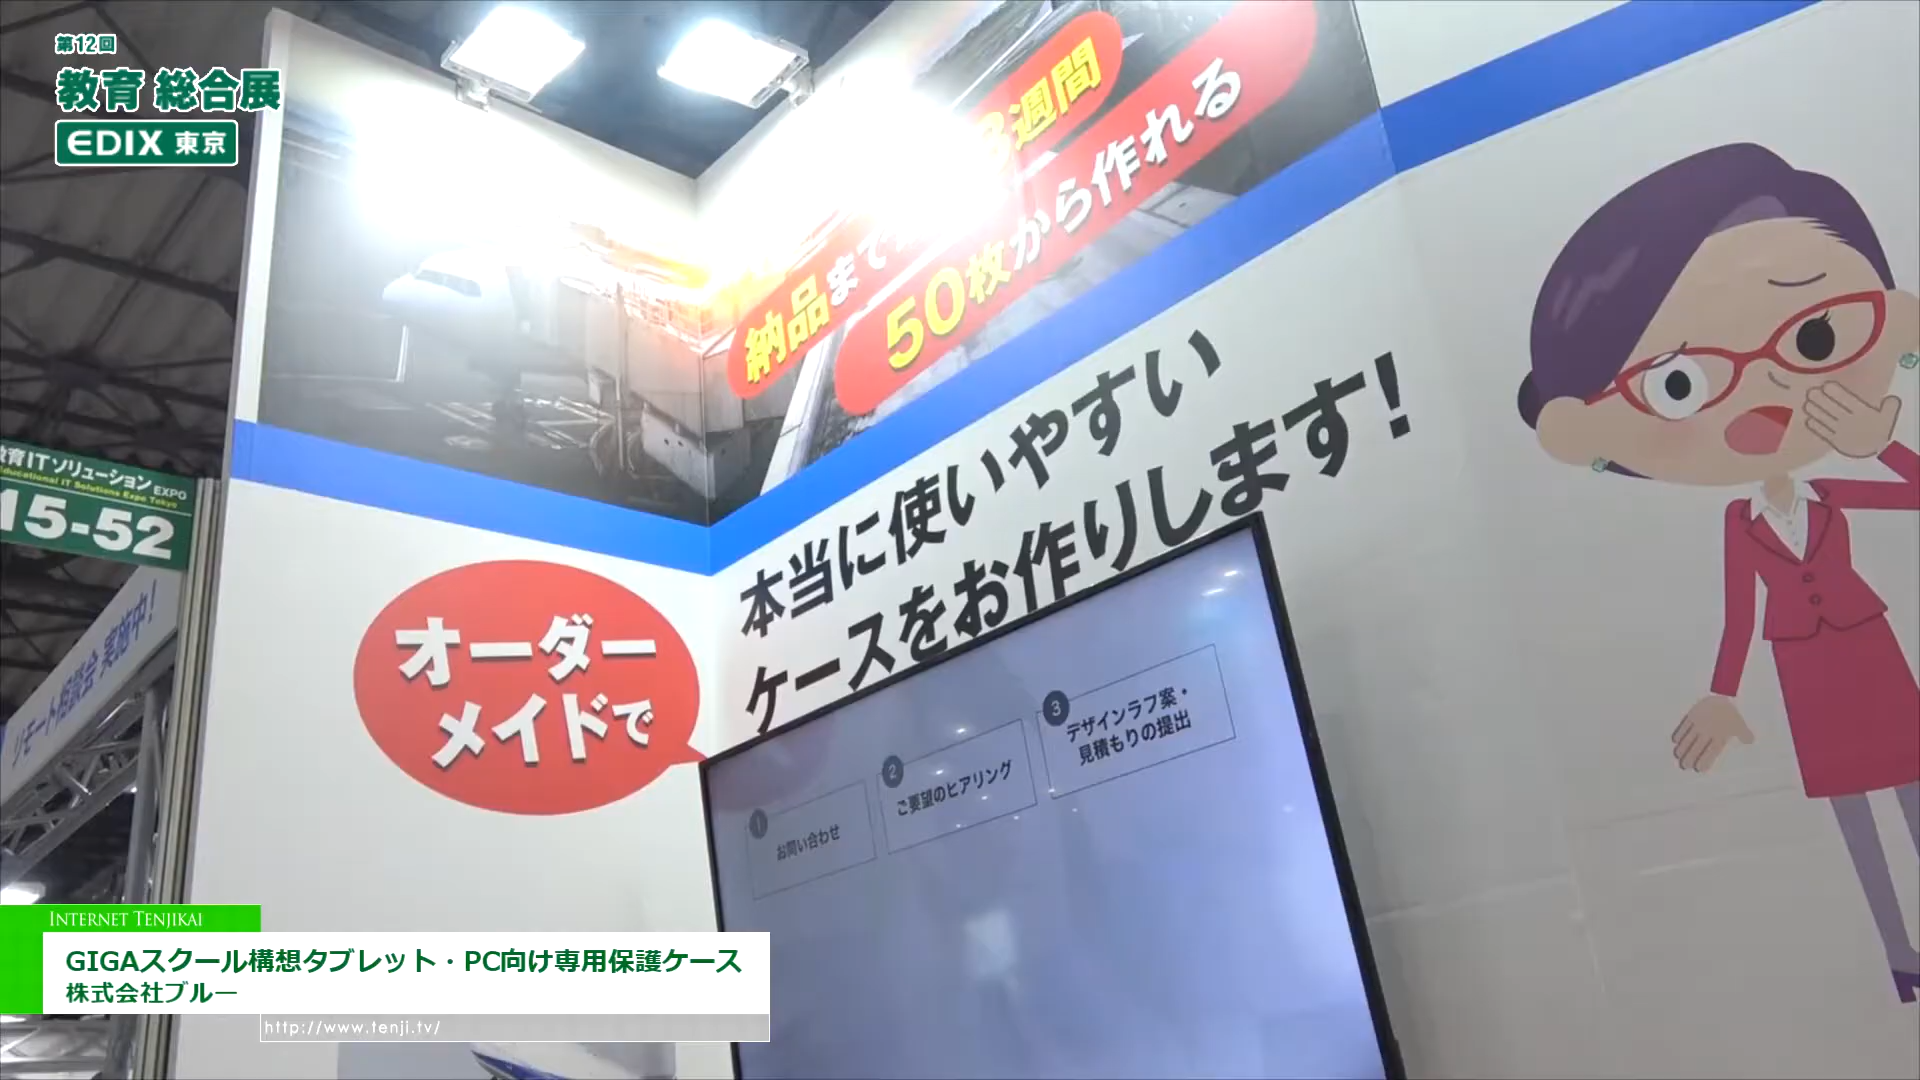 第12回
教育 総合展
EDIX 東京
週間
納品まで
50枚から作れる
本当に使いやすい
ケースをお作りします!
オーダー
メイドで
教育ITソリューション EXPO
Educational IT Solutions Expo Tokyo
15-52
リモート相談会 実施中!
1
お問い合わせ
2
ご要望のヒアリング
3
デザインラフ案・
見積もりの提出
INTERNET TENJIKAI
GIGAスクール構想タブレット・PC向け専用保護ケース
株式会社ブルー
http://www.tenji.tv/